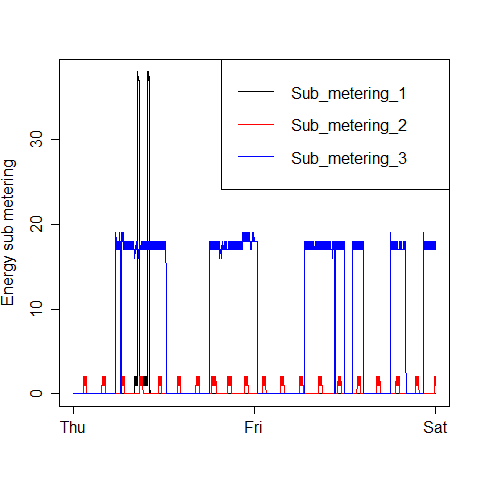 Sub_metering_1
Sub_metering_2
Sub_metering_3
Energy sub metering
30
20
10
0
Thu Fri Sat